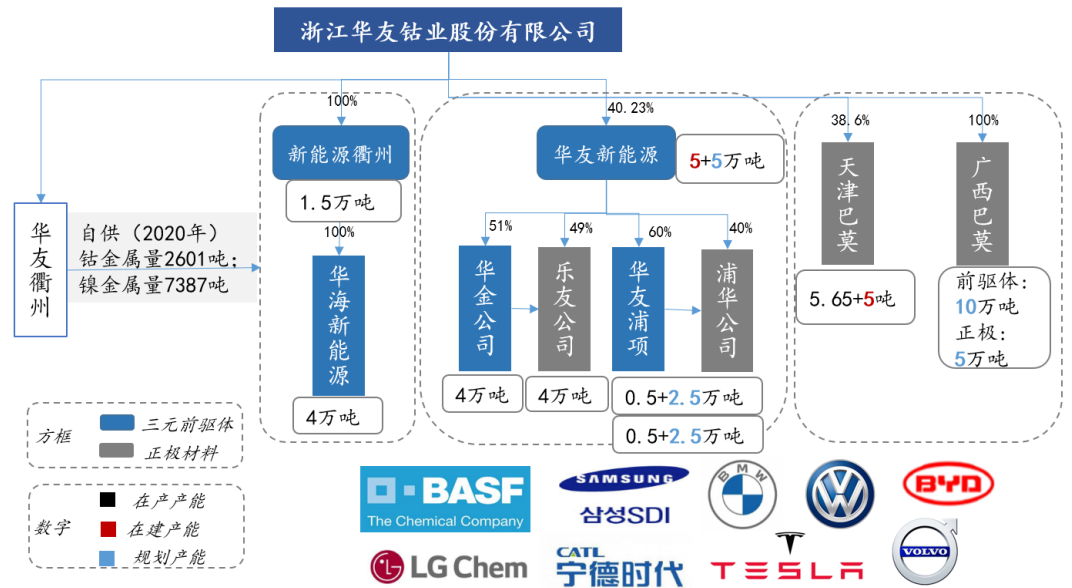 浙江华友钴业股份有限公司
100%
40.23%
38.6%
100%
新能源衢州
华友新能源
5+5万吨
天津巴莫
广西巴莫
1.5万吨
华友衢州
自供（2020年）
钴金属量2601吨；
镍金属量7387吨
100%
51%
49%
60%
40%
华海新能源
华金公司
乐友公司
华友浦项
浦华公司
5.65+5吨
前驱体：
10万吨
正极：
5万吨
4万吨
4万吨
4万吨
0.5+2.5万吨
0.5+2.5万吨
方框
三元前驱体
正极材料
数字
在产产能
在建产能
规划产能
BASF
The Chemical Company
SAMSUNG
삼성SDI
BMW
BYD
LG Chem
CATL
宁德时代
TESLA
VOLVO